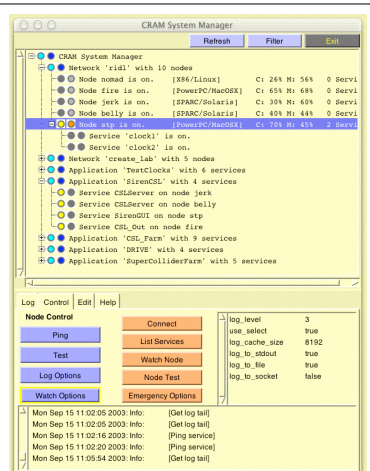 CRAM System Manager
Refresh
Filter
Exit
CRAM System Manager
Network 'ridl' with 10 nodes
Node nomad is on. [X86/Linux] C: 26% M: 56% 0 Servi
Node fire is on. [PowerPC/MacOSX] C: 65% M: 68% 0 Servi
Node jerk is on. [SPARC/Solaris] C: 30% M: 60% 0 Servi
Node belly is on. [SPARC/Solaris] C: 40% M: 44% 0 Servi
Node stp is on. [PowerPC/MacOSX] C: 70% M: 45% 2 Servi
Service 'clock1' is on.
Service 'clock2' is on.
Network 'create_lab' with 5 nodes
Application 'TestClocks' with 6 services
Application 'SirenCSL' with 4 services
Service CSLServer on node jerk
Service CSLServer on node belly
Service SirenGUI on node stp
Service CSL_Out on node fire
Application 'CSL_Farm' with 9 services
Application 'DRIVE' with 4 services
Application 'SuperColliderFarm' with 5 services
Log Control Edit Help
Node Control
Ping
Test
Log Options
Watch Options
Connect
List Services
Watch Node
Node Test
Emergency Options
log_level 3
use_select true
log_cache_size 8192
log_to_stdout true
log_to_file true
log_to_socket false
Mon Sep 15 11:02:05 2003: Info: [Get log tail]
Mon Sep 15 11:02:05 2003: Info: [Get log tail]
Mon Sep 15 11:02:16 2003: Info: [Ping service]
Mon Sep 15 11:02:20 2003: Info: [Ping service]
Mon Sep 15 11:05:54 2003: Info: [Get log tail]